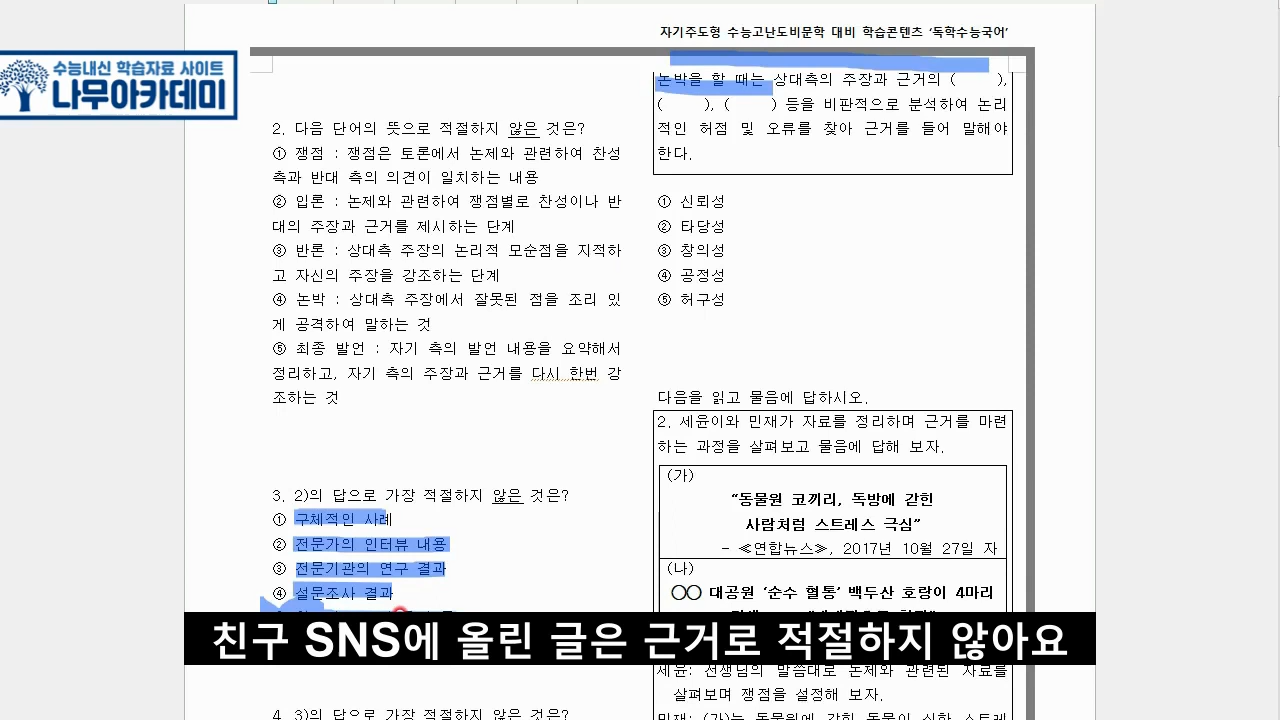 자기주도형 수능고난도비문학 대비 학습콘텐츠 '독학수능국어'
수능내신 학습자료 사이트
나무아카데미
2. 다음 단어의 뜻으로 적절하지 않은 것은?
① 쟁점 : 쟁점은 토론에서 논제와 관련하여 찬성
측과 반대 측의 의견이 일치하는 내용
② 입론 : 논제와 관련하여 쟁점별로 찬성이나 반
대의 주장과 근거를 제시하는 단계
③ 반론 : 상대측 주장의 논리적 모순점을 지적하
고 자신의 주장을 강조하는 단계
④ 논박 : 상대측 주장에서 잘못된 점을 조리 있
게 공격하여 말하는 것
⑤ 최종 발언 : 자기 측의 발언 내용을 요약해서
정리하고, 자기 측의 주장과 근거를 다시 한번 강
조하는 것
3. 2)의 답으로 가장 적절하지 않은 것은?
① 구체적인 사례
② 전문가의 인터뷰 내용
③ 전문기관의 연구 결과
④ 설문조사 결과
4. 3)의 답으로 가장 적절하지 않은 것은?
논박을 할 때는 상대측의 주장과 근거의 ( ),
( ), ( ) 등을 비판적으로 분석하여 논리
적인 허점 및 오류를 찾아 근거를 들어 말해야
한다.
① 신뢰성
② 타당성
③ 창의성
④ 공정성
⑤ 허구성
다음을 읽고 물음에 답하시오.
2. 세윤이와 민재가 자료를 정리하며 근거를 마련
하는 과정을 살펴보고 물음에 답해 보자.
(가)
“동물원 코끼리, 독방에 갇힌
사람처럼 스트레스 극심”
- ≪연합뉴스≫, 2017년 10월 27일 자
(나)
○○ 대공원 ‘순수 혈통’ 백두산 호랑이 4마리
세윤: 선생님의 말씀대로 논제와 관련된 자료를
살펴보며 쟁점을 설정해 보자.
민재: (가)는 동물원에 갇힌 동물이 심한 스트레
친구 SNS에 올린 글은 근거로 적절하지 않아요